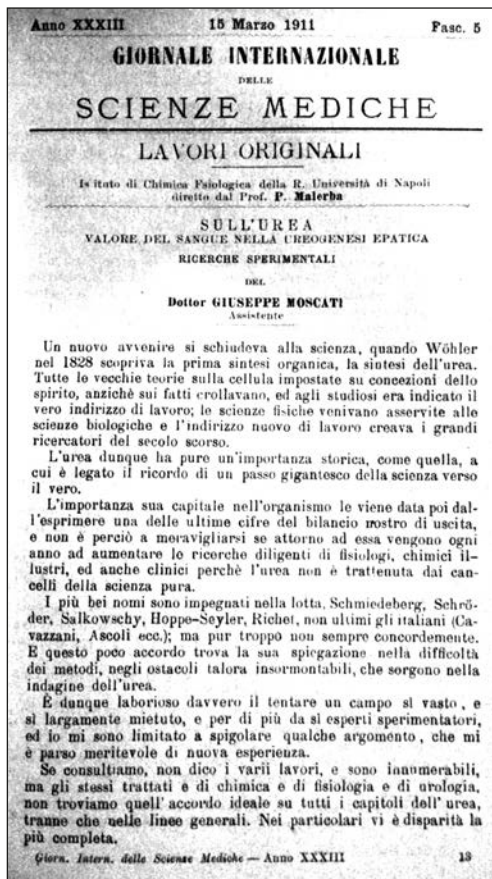 Anno XXXIII 15 Marzo 1911 Fasc. 5
GIORNALE INTERNAZIONALE
DELLE
SCIENZE MEDICHE
LAVORI ORIGINALI
Is ituto di Chimica Fsiologica della R. Università di Napoli
diretto dal Prof. P. Malerba
SULL'UREA
VALORE DEL SANGUE NELLA UREOGENESI EPATICA
RICERCHE SPERIMENTALI
DEL
Dottor GIUSEPPE MOSCATI
Assistente
Un nuovo avvenire si schiudeva alla scienza, quando Wöhler
nel 1828 scopriva la prima sintesi organica, la sintesi dell'urea.
Tutte le vecchie teorie sulla cellula impostate su concezioni dello
spirito, anzichè sui fatti crollavano, ed agli studiosi era indicato il
vero indirizzo di lavoro; le scienze fisiche venivano asservite alle
scienze biologiche e l'indirizzo nuovo di lavoro creava i grandi
ricercatori del secolo scorso.
L'urea dunque ha pure un'importanza storica, come quella, a
cui è legato il ricordo di un passo gigantesco della scienza verso
il vero.
L'importanza sua capitale nell'organismo le viene data poi dal-
l'esprimere una delle ultime cifre del bilancio nostro di uscita,
e non è perciò a meravigliarsi se attorno ad essa vengono ogni
anno ad aumentare lo ricerche diligenti di fisiologi, chimici il-
lustri, ed anche clinici perchè l'urea non è trattenuta dai can-
celli della scienza pura.
I più bei nomi sono impegnati nella lotta, Schmiedeberg, Schrö-
der, Salkowschy, Hoppe-Seyler, Richet, non ultimi gli italiani (Ca-
vazzani, Ascoli ecc.); ma pur troppo non sempre concordemente.
E questo poco accordo trova la sua spiegazione nella difficoltà
dei metodi, negli ostacoli talora insormontabili, che sorgono nella
indagine dell'urea.
È dunque laborioso davvero il tentare un campo sì vasto, e
sì largamente mietuto, e per di più da sì esperti sperimentatori,
ed io mi sono limitato a spigolare qualche argomento, che mi
è parso meritevole di nuova esperienza.
Se consultiamo, non dico i varii lavori, e sono innumerabili,
ma gli stessi trattati e di chimica e di fisiologia e di urologia,
non troviamo quell'accordo ideale su tutti i capitoli dell'urea,
tranne che nelle linee generali. Nei particolari vi è disparità la
più completa.
Giorn. Intern. delle Scienze Mediche — Anno XXXIII 13